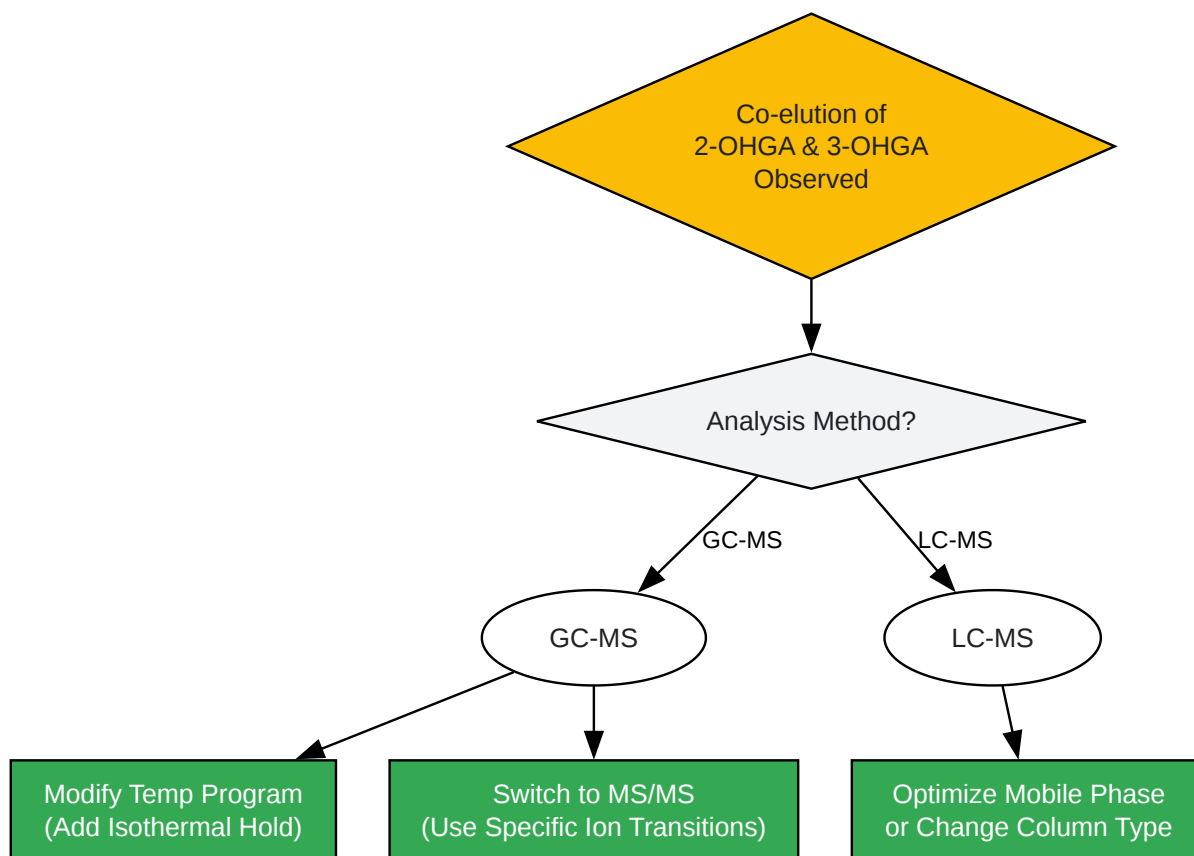 Co-elution of
2-OHGA & 3-OHGA
Observed
Analysis Method?
GC-MS
LC-MS
GC-MS
LC-MS
Modify Temp Program
(Add Isothermal Hold)
Switch to MS/MS
(Use Specific Ion Transitions)
Optimize Mobile Phase
or Change Column Type